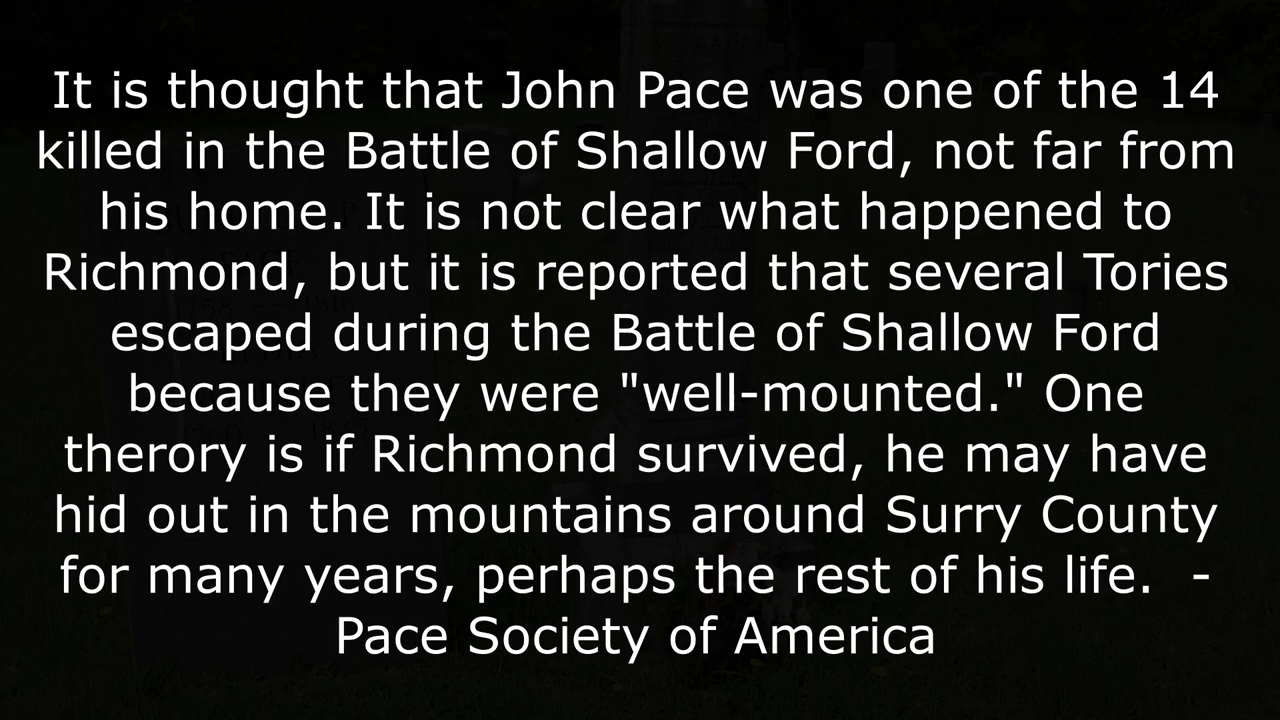 It is thought that John Pace was one of the 14
killed in the Battle of Shallow Ford, not far from
his home. It is not clear what happened to
Richmond, but it is reported that several Tories
escaped during the Battle of Shallow Ford
because they were "well-mounted." One
therory is if Richmond survived, he may have
hid out in the mountains around Surry County
for many years, perhaps the rest of his life.  -
Pace Society of America